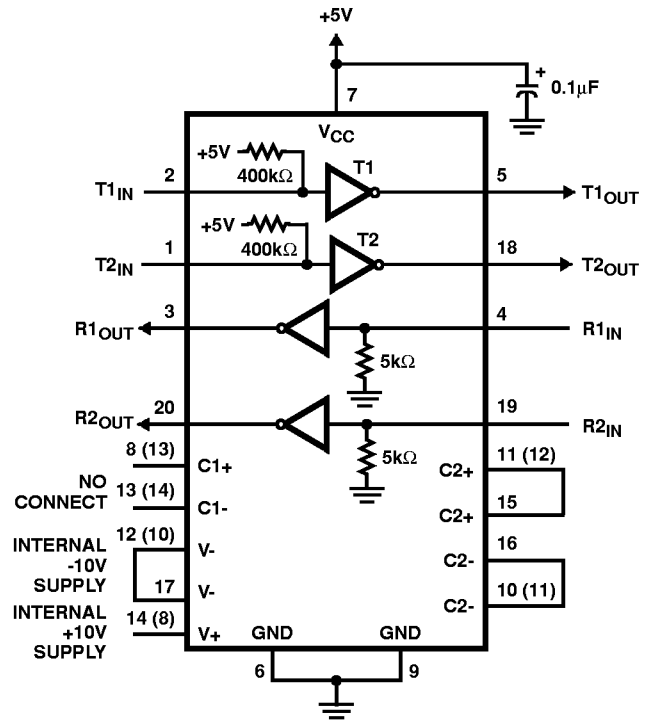 +5V
+
0.1µF
7
VCC
+5V
400kΩ
T1
2
5
T1IN
T1OUT
+5V
400kΩ
T2
1
18
T2IN
T2OUT
3
4
R1OUT
R1IN
5kΩ
20
19
R2OUT
R2IN
5kΩ
8 (13)
C1+
11 (12)
C2+
NO
CONNECT
13 (14)
C1-
15
C2+
12 (10)
INTERNAL
-10V
SUPPLY
V-
16
C2-
17
V-
10 (11)
C2-
INTERNAL
+10V
SUPPLY
14 (8)
V+
GND
GND
6
9